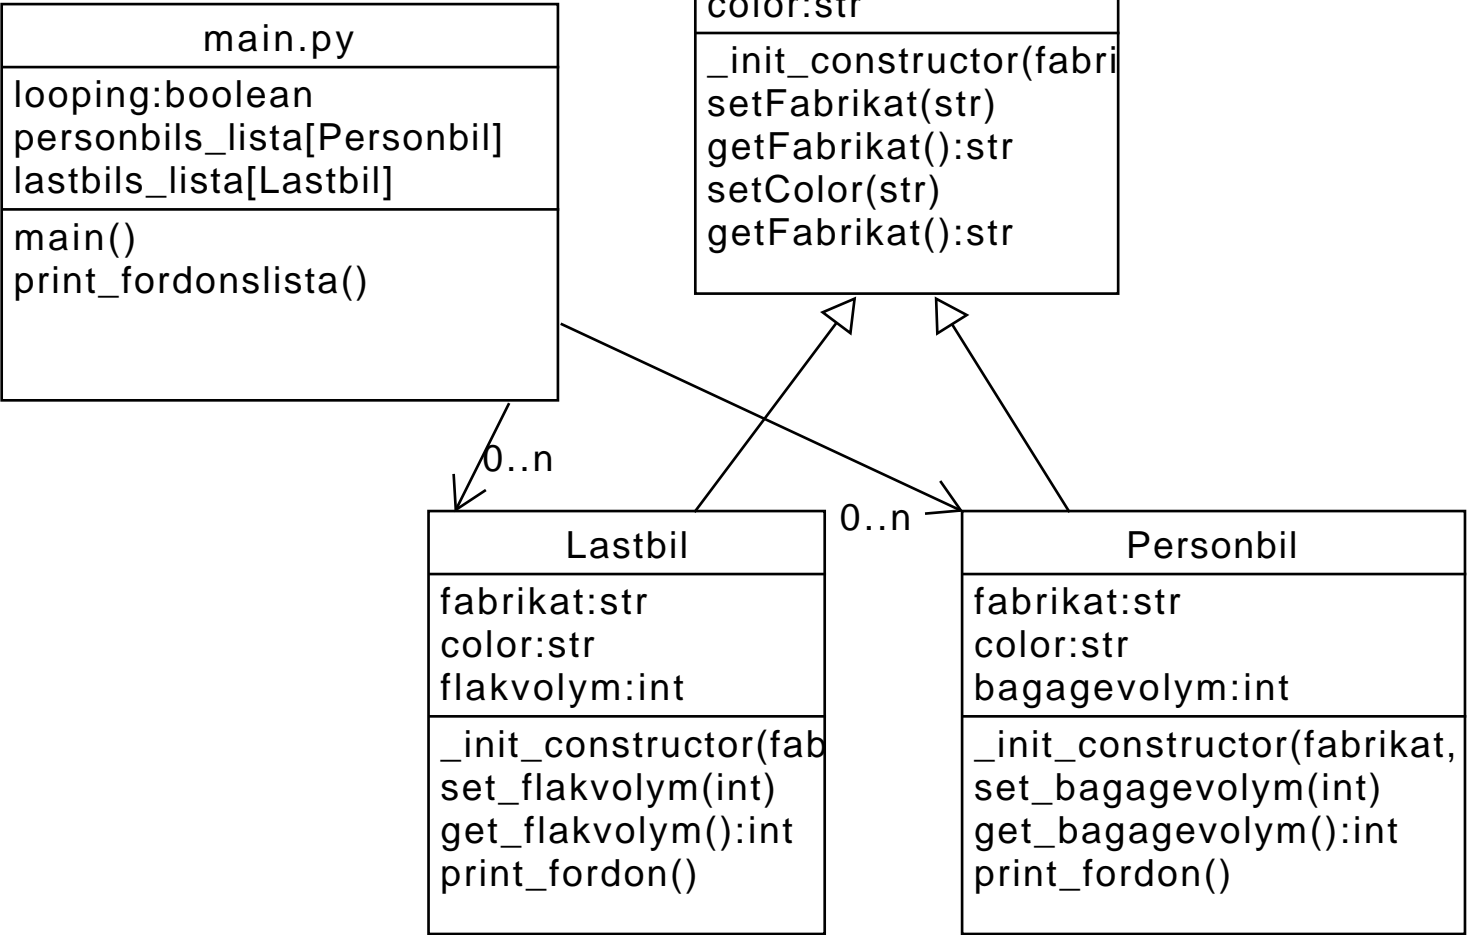 main.py
looping:boolean
personbils_lista[Personbil]
lastbils_lista[Lastbil]
main()
print_fordonslista()
color:str
_init_constructor(fabri
setFabrikat(str)
getFabrikat():str
setColor(str)
getFabrikat():str
0..n
0..n
Lastbil
fabrikat:str
color:str
flakvolym:int
_init_constructor(fab
set_flakvolym(int)
get_flakvolym():int
print_fordon()
Personbil
fabrikat:str
color:str
bagagevolym:int
_init_constructor(fabrikat,
set_bagagevolym(int)
get_bagagevolym():int
print_fordon()